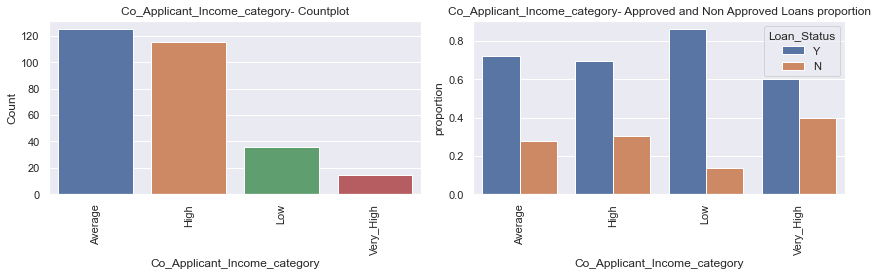 Co_Applicant_Income_category- Countplot
Count
120
100
80
60
40
20
0
Average
High
Low
Very_High
Co_Applicant_Income_category
Co_Applicant_Income_category- Approved and Non Approved Loans proportion
proportion
0.8
0.6
0.4
0.2
0.0
Loan_Status
Y
N
Average
High
Low
Very_High
Co_Applicant_Income_category